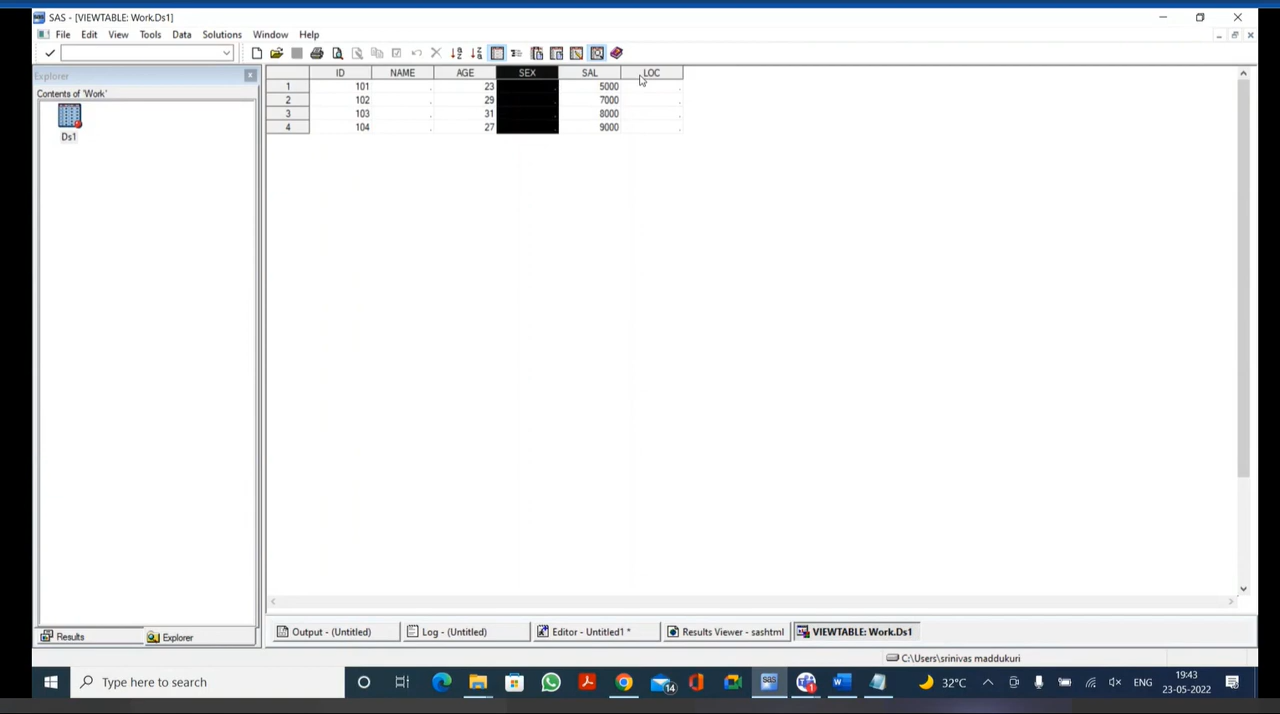 SAS - [VIEWTABLE: Work.Ds1]
File Edit View Tools Data Solutions Window Help
Explorer
Contents of 'Work'
Ds1
ID NAME AGE SEX SAL LOC
1 101 . 23 . 5000 .
2 102 . 29 . 7000 .
3 103 . 31 . 8000 .
4 104 . 27 . 9000 .
Results Explorer
Output - (Untitled) Log - (Untitled) Editor - Untitled1 * Results Viewer - sashtml VIEWTABLE: Work.Ds1
C:\Users\srinivas maddukuri
Type here to search 14 SAS 32°C ENG 19:43
23-05-2022